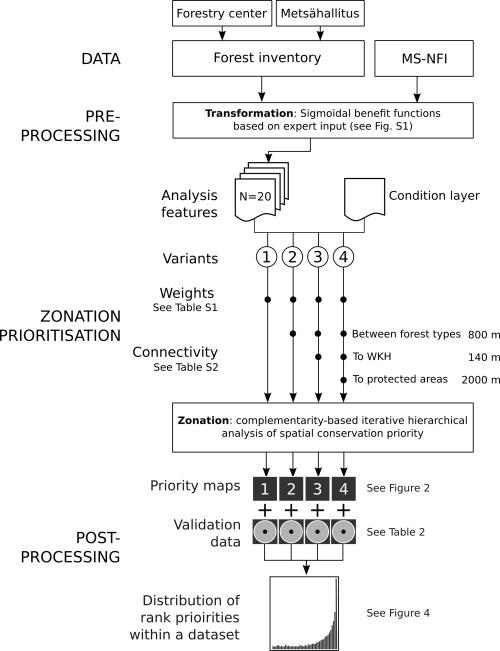 Forestry center
Metsähallitus
DATA
Forest inventory
MS-NFI
PRE-
PROCESSING
Transformation: Sigmoidal benefit functions
based on expert input (see Fig. S1)
Analysis
features
N=20
Condition layer
Variants
1 2 3 4
ZONATION
PRIORITISATION
Weights
See Table S1
Connectivity
See Table S2
Between forest types 800 m
To WKH 140 m
To protected areas 2000 m
Zonation: complementarity-based iterative hierarchical
analysis of spatial conservation priority
Priority maps
1 2 3 4
See Figure 2
+ + + +
POST-
PROCESSING
Validation
data
See Table 2
Distribution of
rank prioirities
within a dataset
See Figure 4